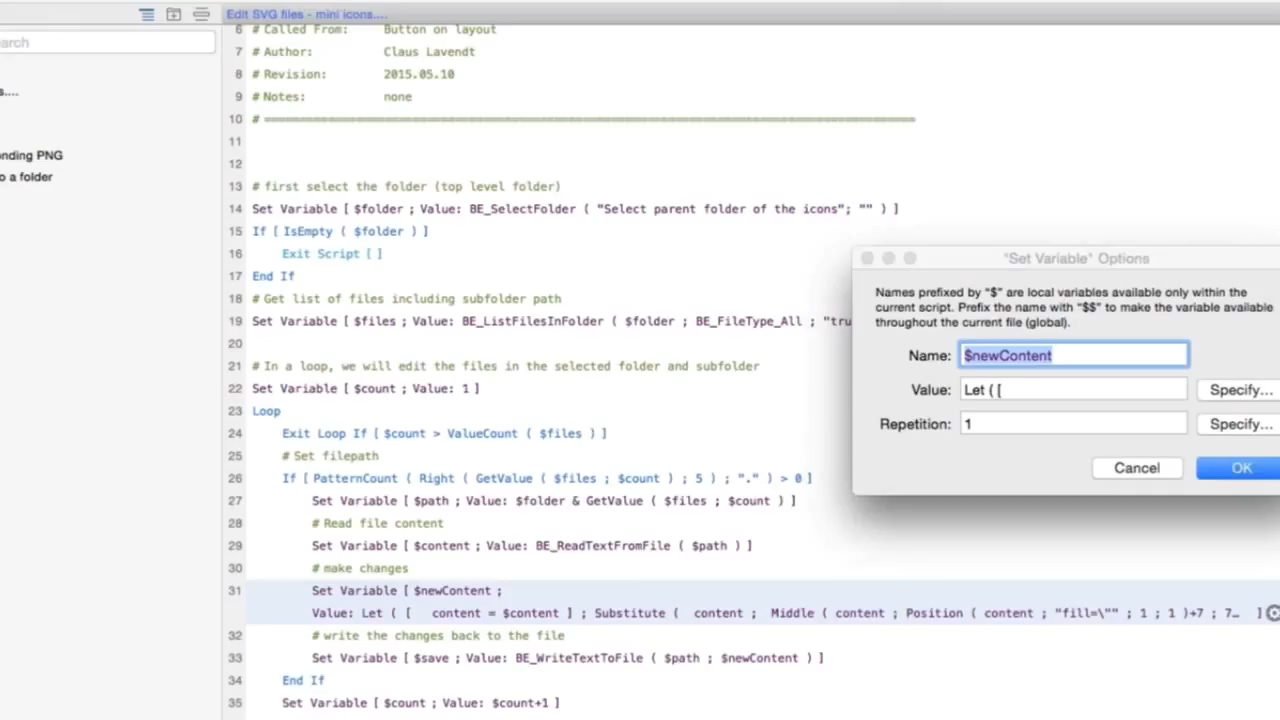 Edit SVG files - mini icons....
earch
s....
onding PNG
o a folder
6 # Called From: Button on layout
7 # Author: Claus Lavendt
8 # Revision: 2015.05.10
9 # Notes: none
10 # ==============================================================================
11
12
13 # first select the folder (top level folder)
14 Set Variable [ $folder ; Value: BE_SelectFolder ( "Select parent folder of the icons"; "" ) ]
15 If [ IsEmpty ( $folder ) ]
16 Exit Script [ ]
17 End If
18 # Get list of files including subfolder path
19 Set Variable [ $files ; Value: BE_ListFilesInFolder ( $folder ; BE_FileType_All ; "tru
20
21 # In a loop, we will edit the files in the selected folder and subfolder
22 Set Variable [ $count ; Value: 1 ]
23 Loop
24 Exit Loop If [ $count > ValueCount ( $files ) ]
25 # Set filepath
26 If [ PatternCount ( Right ( GetValue ( $files ; $count ) ; 5 ) ; "." ) > 0 ]
27 Set Variable [ $path ; Value: $folder & GetValue ( $files ; $count ) ]
28 # Read file content
29 Set Variable [ $content ; Value: BE_ReadTextFromFile ( $path ) ]
30 # make changes
31 Set Variable [ $newContent ;
Value: Let ( [ content = $content ] ; Substitute ( content ; Middle ( content ; Position ( content ; "fill=\"" ; 1 ; 1 )+7 ; 7... ]
32 # write the changes back to the file
33 Set Variable [ $save ; Value: BE_WriteTextToFile ( $path ; $newContent ) ]
34 End If
35 Set Variable [ $count ; Value: $count+1 ]
"Set Variable" Options
Names prefixed by "$" are local variables available only within the
current script. Prefix the name with "$$" to make the variable available
throughout the current file (global).
Name: $newContent
Value: Let ( [ Specify...
Repetition: 1 Specify...
Cancel OK